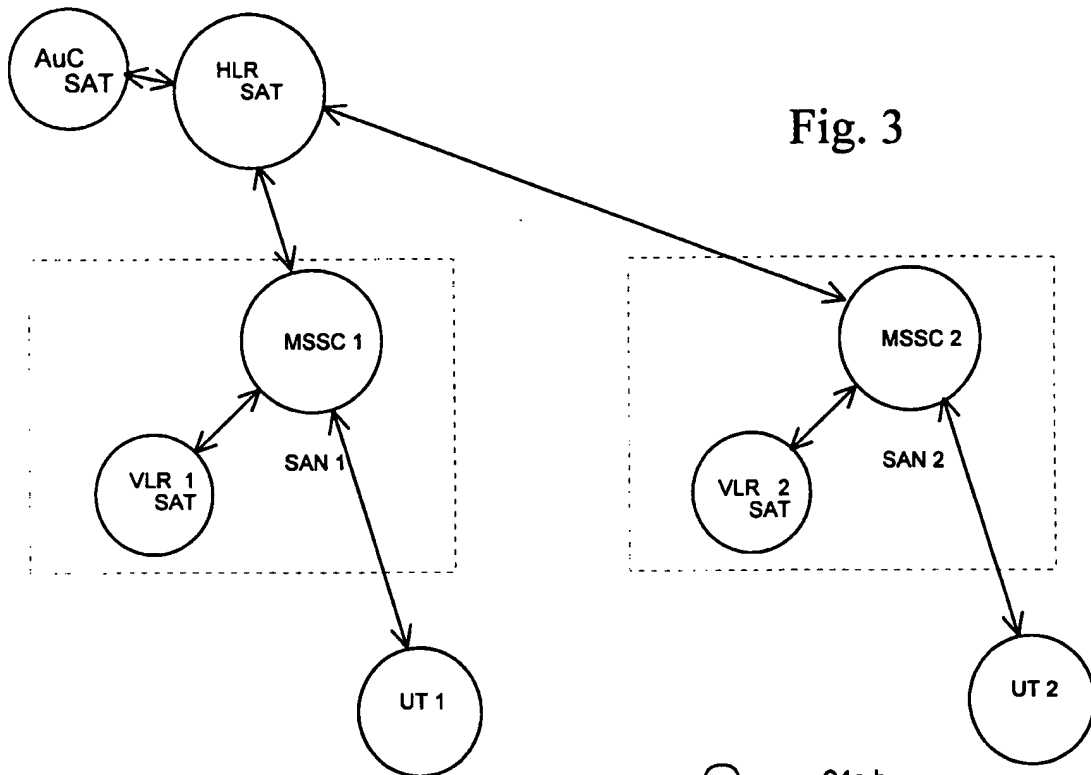 AuC
SAT
HLR
SAT
Fig. 3
MSSC 1
MSSC 2
SAN 1
SAN 2
VLR 1
SAT
VLR 2
SAT
UT 1
UT 2